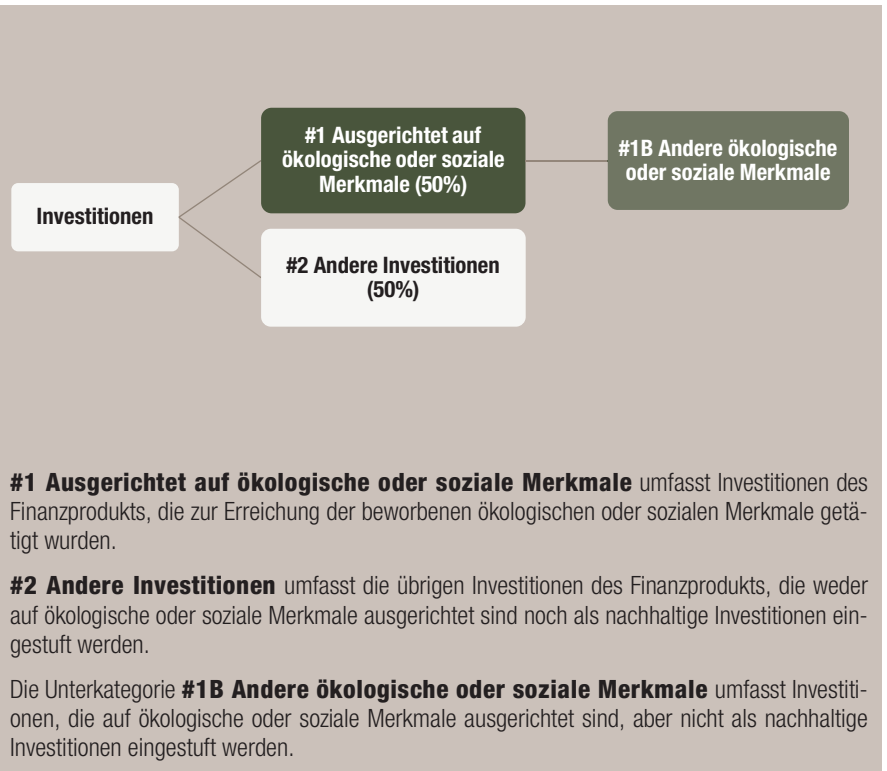 #1 Ausgerichtet auf
ökologische oder soziale
Merkmale (50%)
#1B Andere ökologische
oder soziale Merkmale
Investitionen
#2 Andere Investitionen
(50%)
#1 Ausgerichtet auf ökologische oder soziale Merkmale umfasst Investitionen des
Finanzprodukts, die zur Erreichung der beworbenen ökologischen oder sozialen Merkmale getä-
tigt wurden.
#2 Andere Investitionen umfasst die übrigen Investitionen des Finanzprodukts, die weder
auf ökologische oder soziale Merkmale ausgerichtet sind noch als nachhaltige Investitionen ein-
gestuft werden.
Die Unterkategorie #1B Andere ökologische oder soziale Merkmale umfasst Investiti-
onen, die auf ökologische oder soziale Merkmale ausgerichtet sind, aber nicht als nachhaltige
Investitionen eingestuft werden.